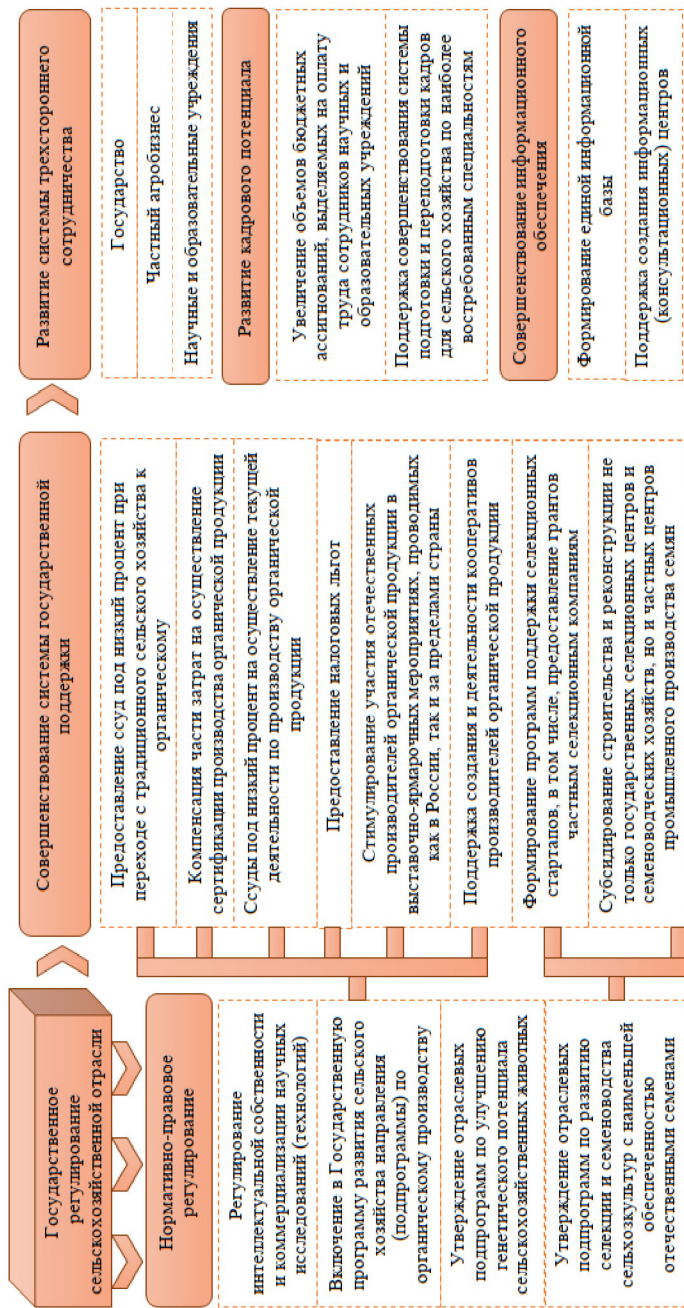 Государственное
регулирование
сельскохозяйственной отрасли
Нормативно-правовое
регулирование
Регулирование
интеллектуальной собственности
и коммерциализации научных
исследований (технологий)
Включение в Государственную
программу развития сельского
хозяйства направления
(подпрограммы) по
органическому производству
Утверждение отраслевых
подпрограмм по улучшению
генетического потенциала
сельскохозяйственных животных
Утверждение отраслевых
подпрограмм по развитию
селекции и семеноводства
сельхозкультур с наименьшей
обеспеченностью
отечественными семенами
Совершенствование системы государственной
поддержки
Предоставление ссуд под низкий процент при
переходе с традиционного сельского хозяйства к
органическому
Компенсация части затрат на осуществление
сертификации производства органической продукции
Ссуды под низкий процент на осуществление текущей
деятельности по производству органической
продукции
Предоставление налоговых льгот
Стимулирование участия отечественных
производителей органической продукции в
выставочно-ярмарочных мероприятиях, проводимых
как в России, так и за пределами страны
Поддержка создания и деятельности кооперативов
производителей органической продукции
Формирование программ поддержки селекционных
стартапов, в том числе, предоставление грантов
частным селекционным компаниям
Субсидирование строительства и реконструкции не
только государственных селекционных центров и
семеноводческих хозяйств, но и частных центров
промышленного производства семян
Развитие системы трехстороннего
сотрудничества
Государство
Частный агробизнес
Научные и образовательные учреждения
Развитие кадрового потенциала
Увеличение объемов бюджетных
ассигнований, выделяемых на оплату
труда сотрудников научных и
образовательных учреждений
Поддержка совершенствования системы
подготовки и переподготовки кадров
для сельского хозяйства по наиболее
востребованным специальностям
Совершенствование информационного
обеспечения
Формирование единой информационной
базы
Поддержка создания информационных
(консультационных) центров